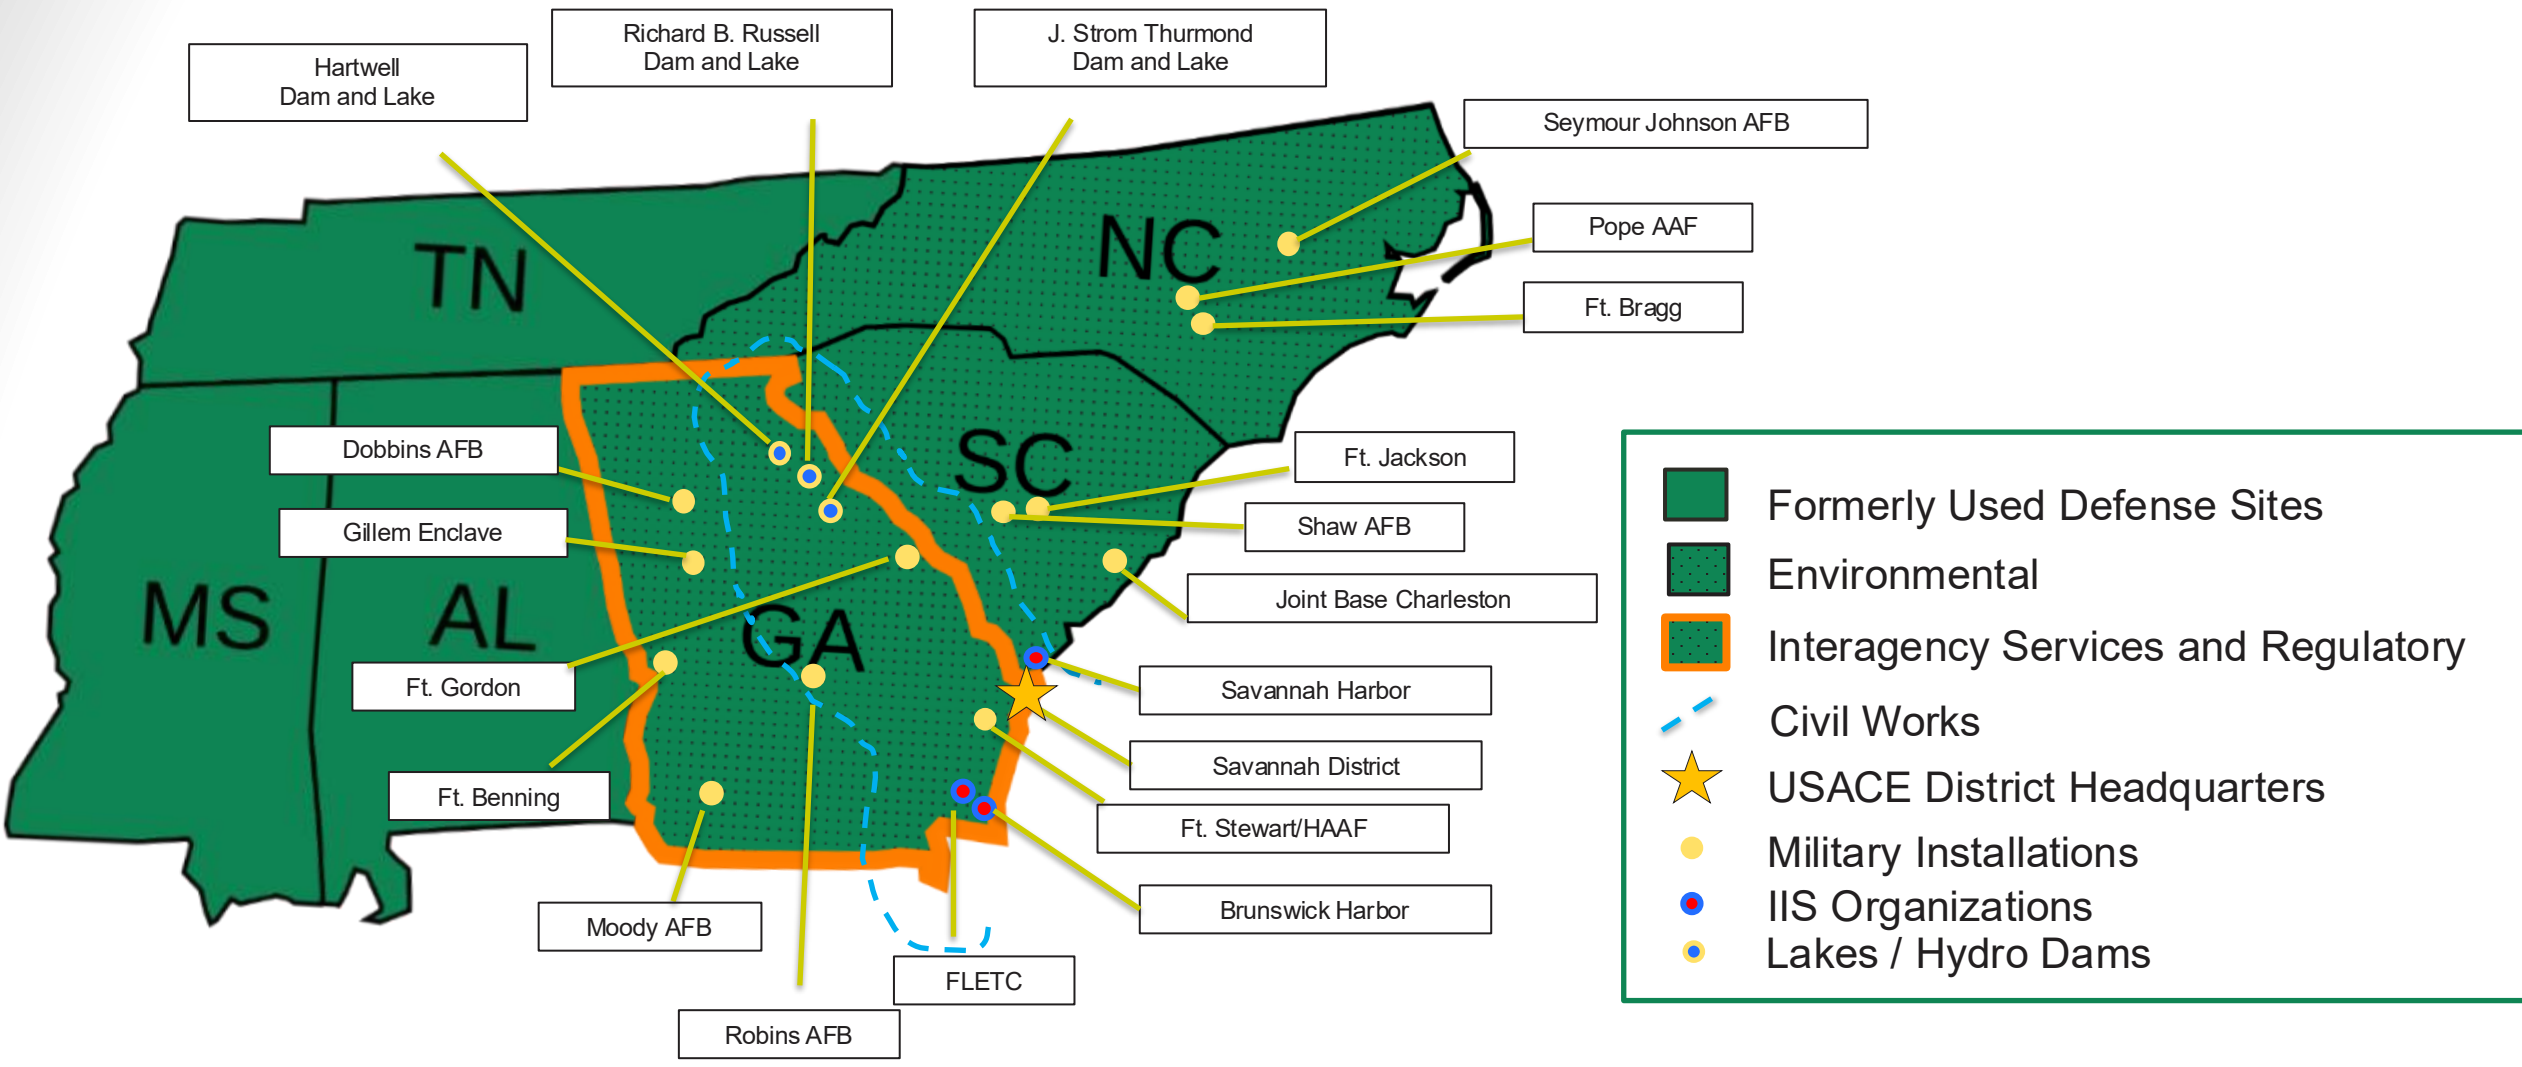 Richard B. Russell
Dam and Lake
J. Strom Thurmond
Dam and Lake
Hartwell
Dam and Lake
Seymour Johnson AFB
Pope AAF
Ft. Bragg
TN
NC
SC
MS
AL
GA
Dobbins AFB
Gillem Enclave
Ft. Gordon
Ft. Benning
Moody AFB
Robins AFB
FLETC
Ft. Jackson
Shaw AFB
Joint Base Charleston
Savannah Harbor
Savannah District
Ft. Stewart/HAAF
Brunswick Harbor
Formerly Used Defense Sites
Environmental
Interagency Services and Regulatory
Civil Works
USACE District Headquarters
Military Installations
IIS Organizations
Lakes / Hydro Dams